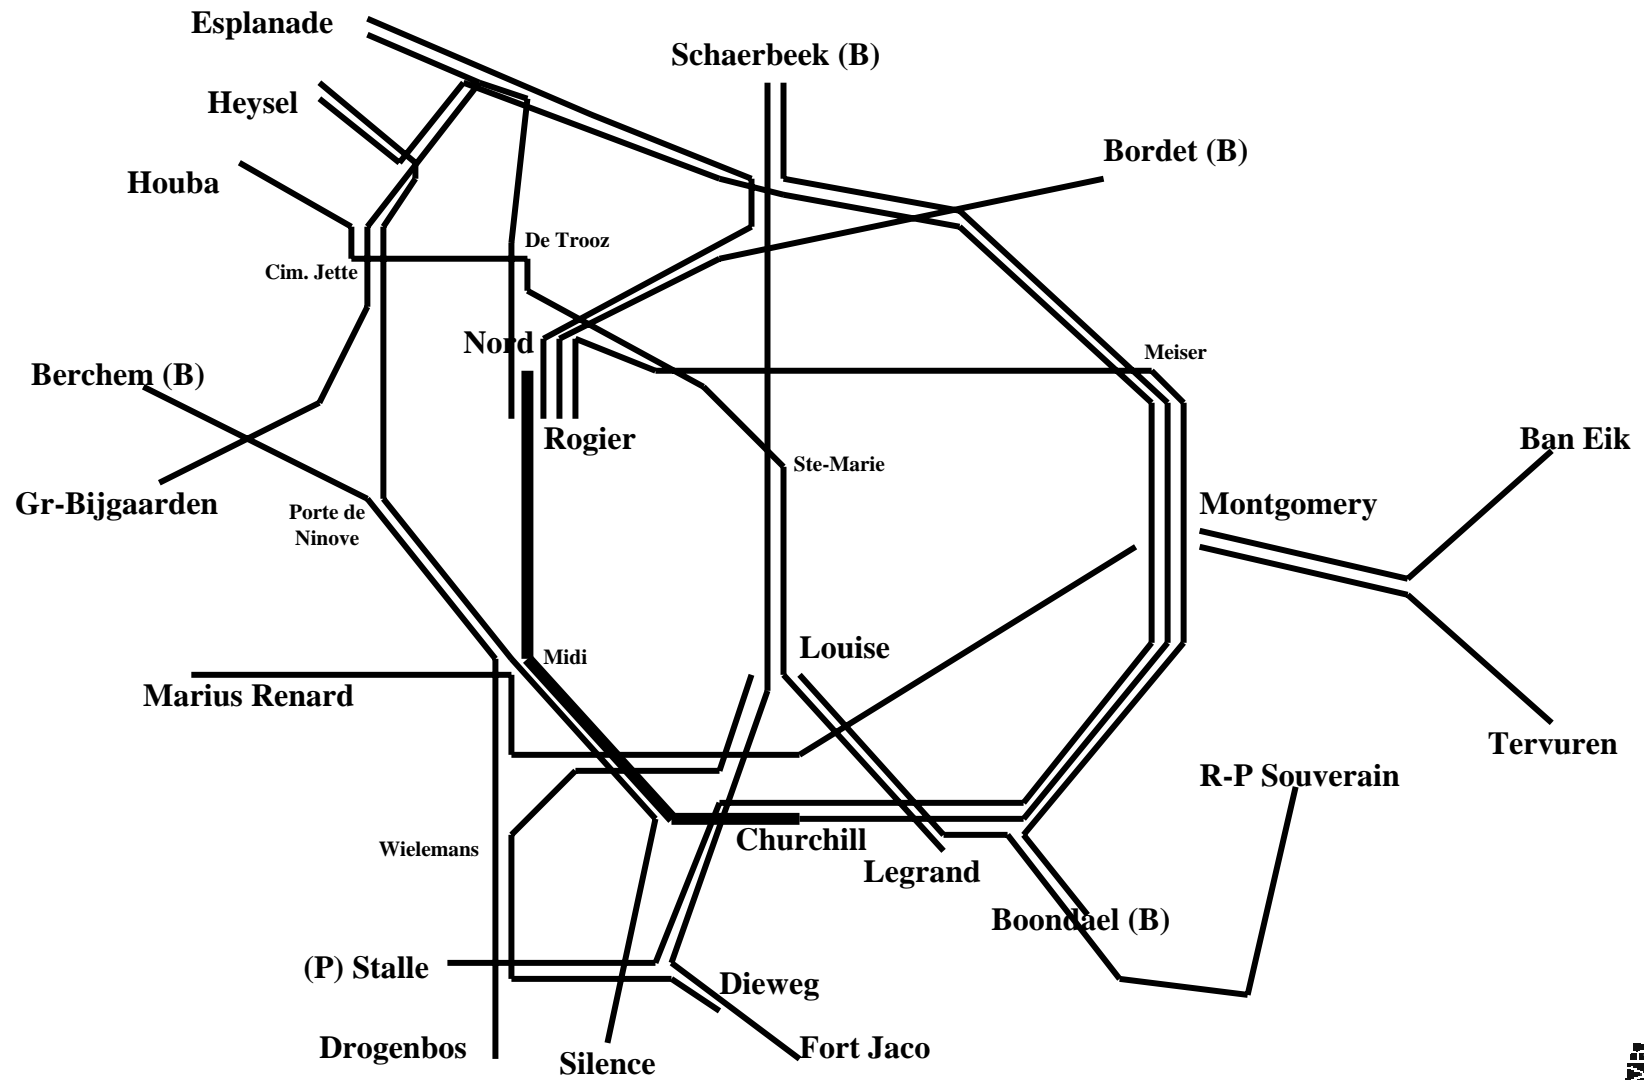 Esplanade
Schaerbeek (B)
Heysel
Bordet (B)
Houba
De Trooz
Cim. Jette
Nord
Meiser
Berchem (B)
Rogier
Ban Eik
Ste-Marie
Gr-Bijgaarden
Montgomery
Porte de
Ninove
Louise
Midi
Marius Renard
Tervuren
R-P Souverain
Churchill
Wielemans
Legrand
Boondael (B)
(P) Stalle
Dieweg
Drogenbos
Fort Jaco
Silence